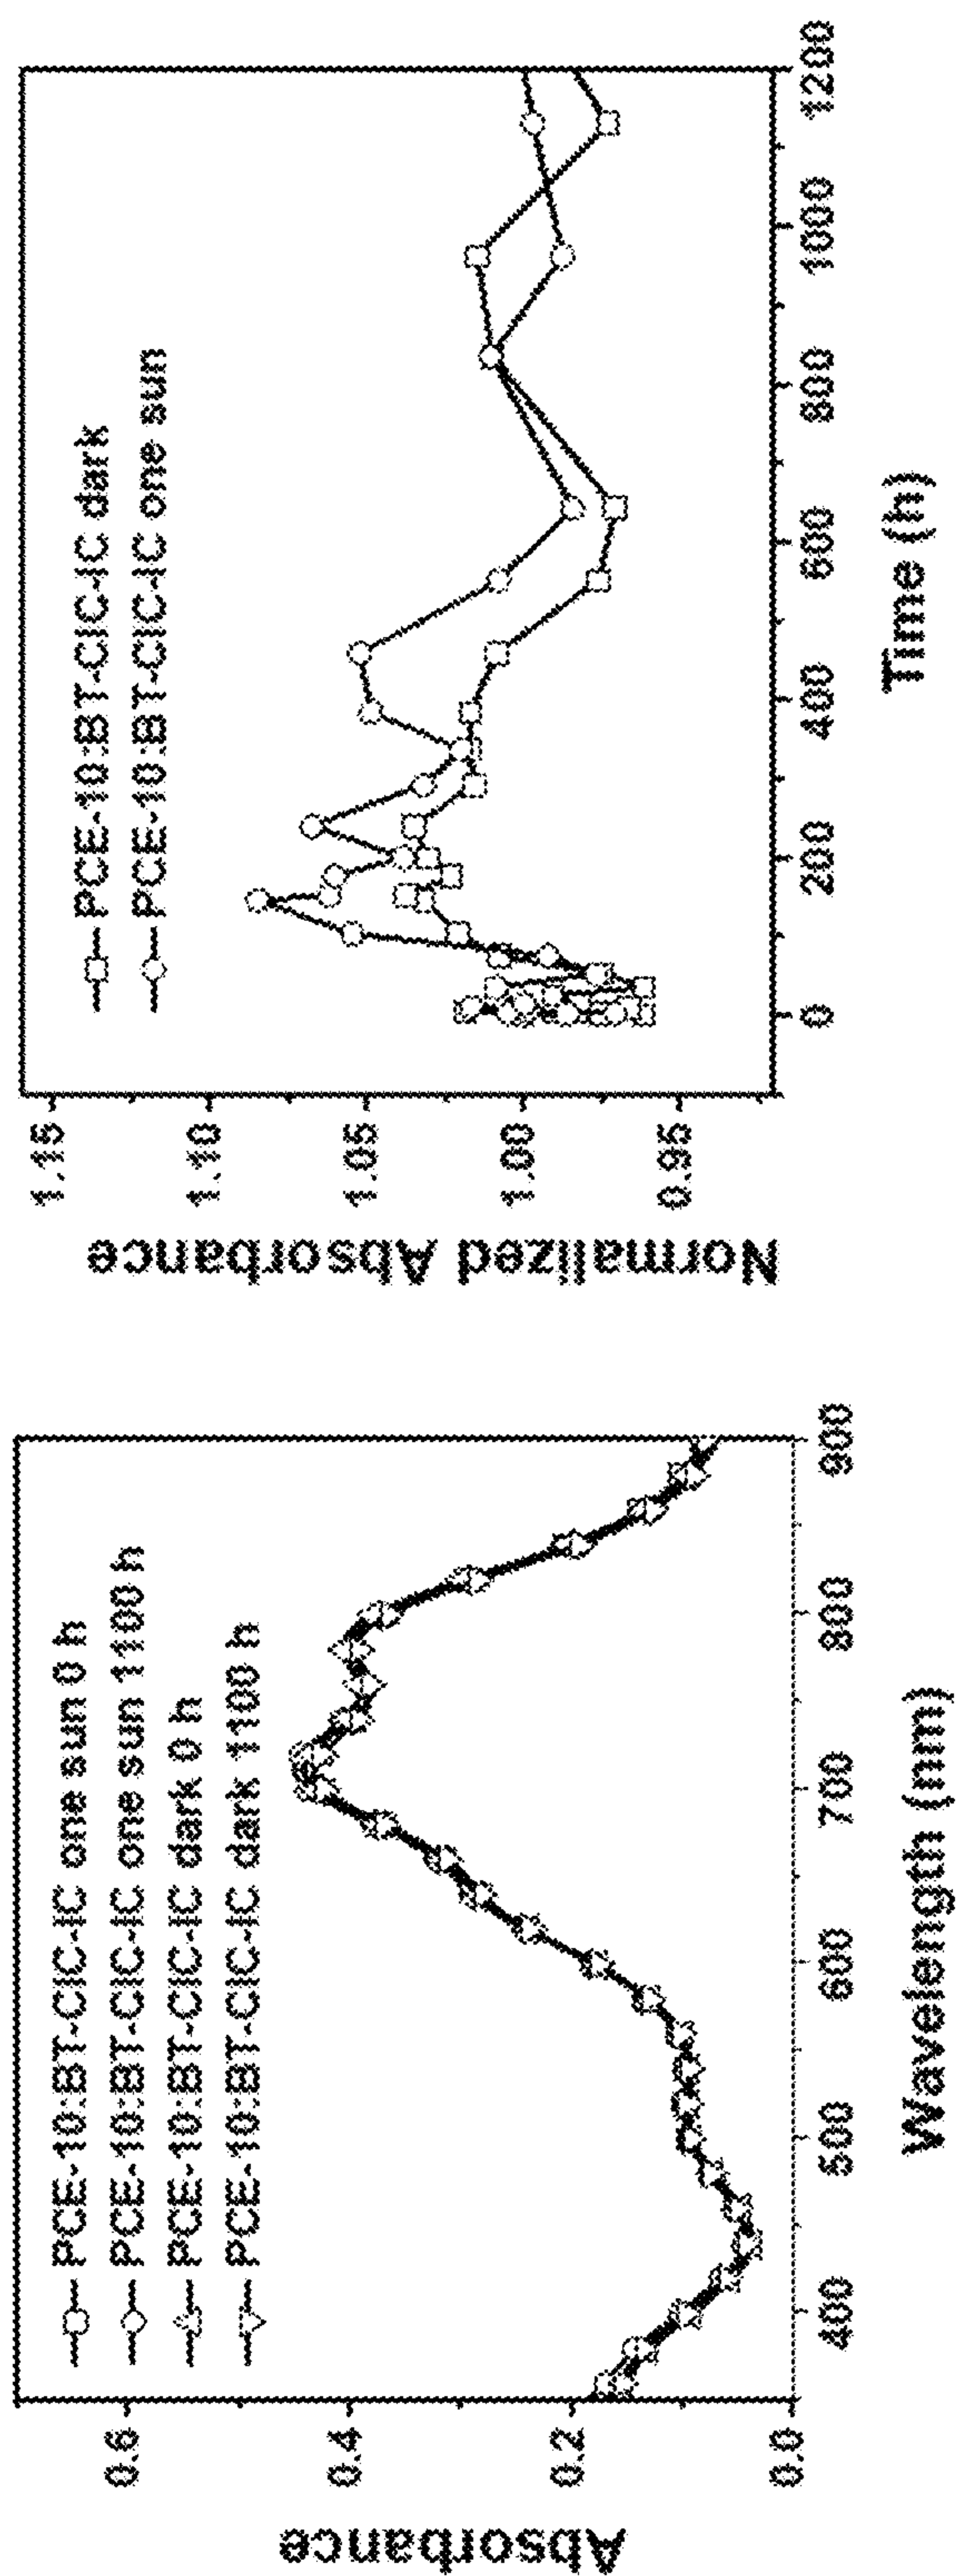 Absorbance
0.6
0.4
0.2
0.0
PCE-10:BT-CIC-IC one sun 0 h
PCE-10:BT-CIC-IC one sun 1100 h
PCE-10:BT-CIC-IC dark 0 h
PCE-10:BT-CIC-IC dark 1100 h
400 500 600 700 800 900
Wavelength (nm)
Normalized Absorbance
1.15
1.10
1.05
1.00
0.95
PCE-10:BT-CIC-IC dark
PCE-10:BT-CIC-IC one sun
0 200 400 600 800 1000 1200
Time (h)